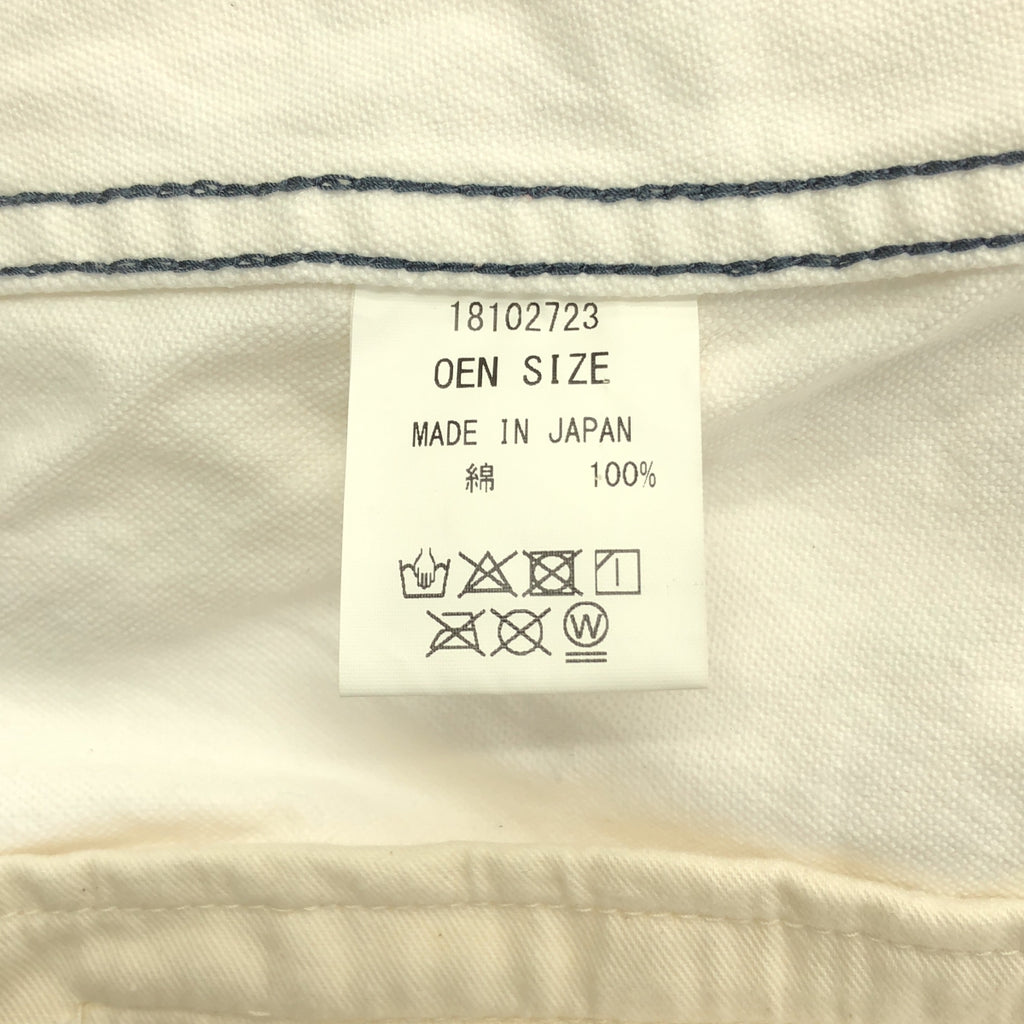 18102723
OEN SIZE
MADE IN JAPAN
綿 100%
W